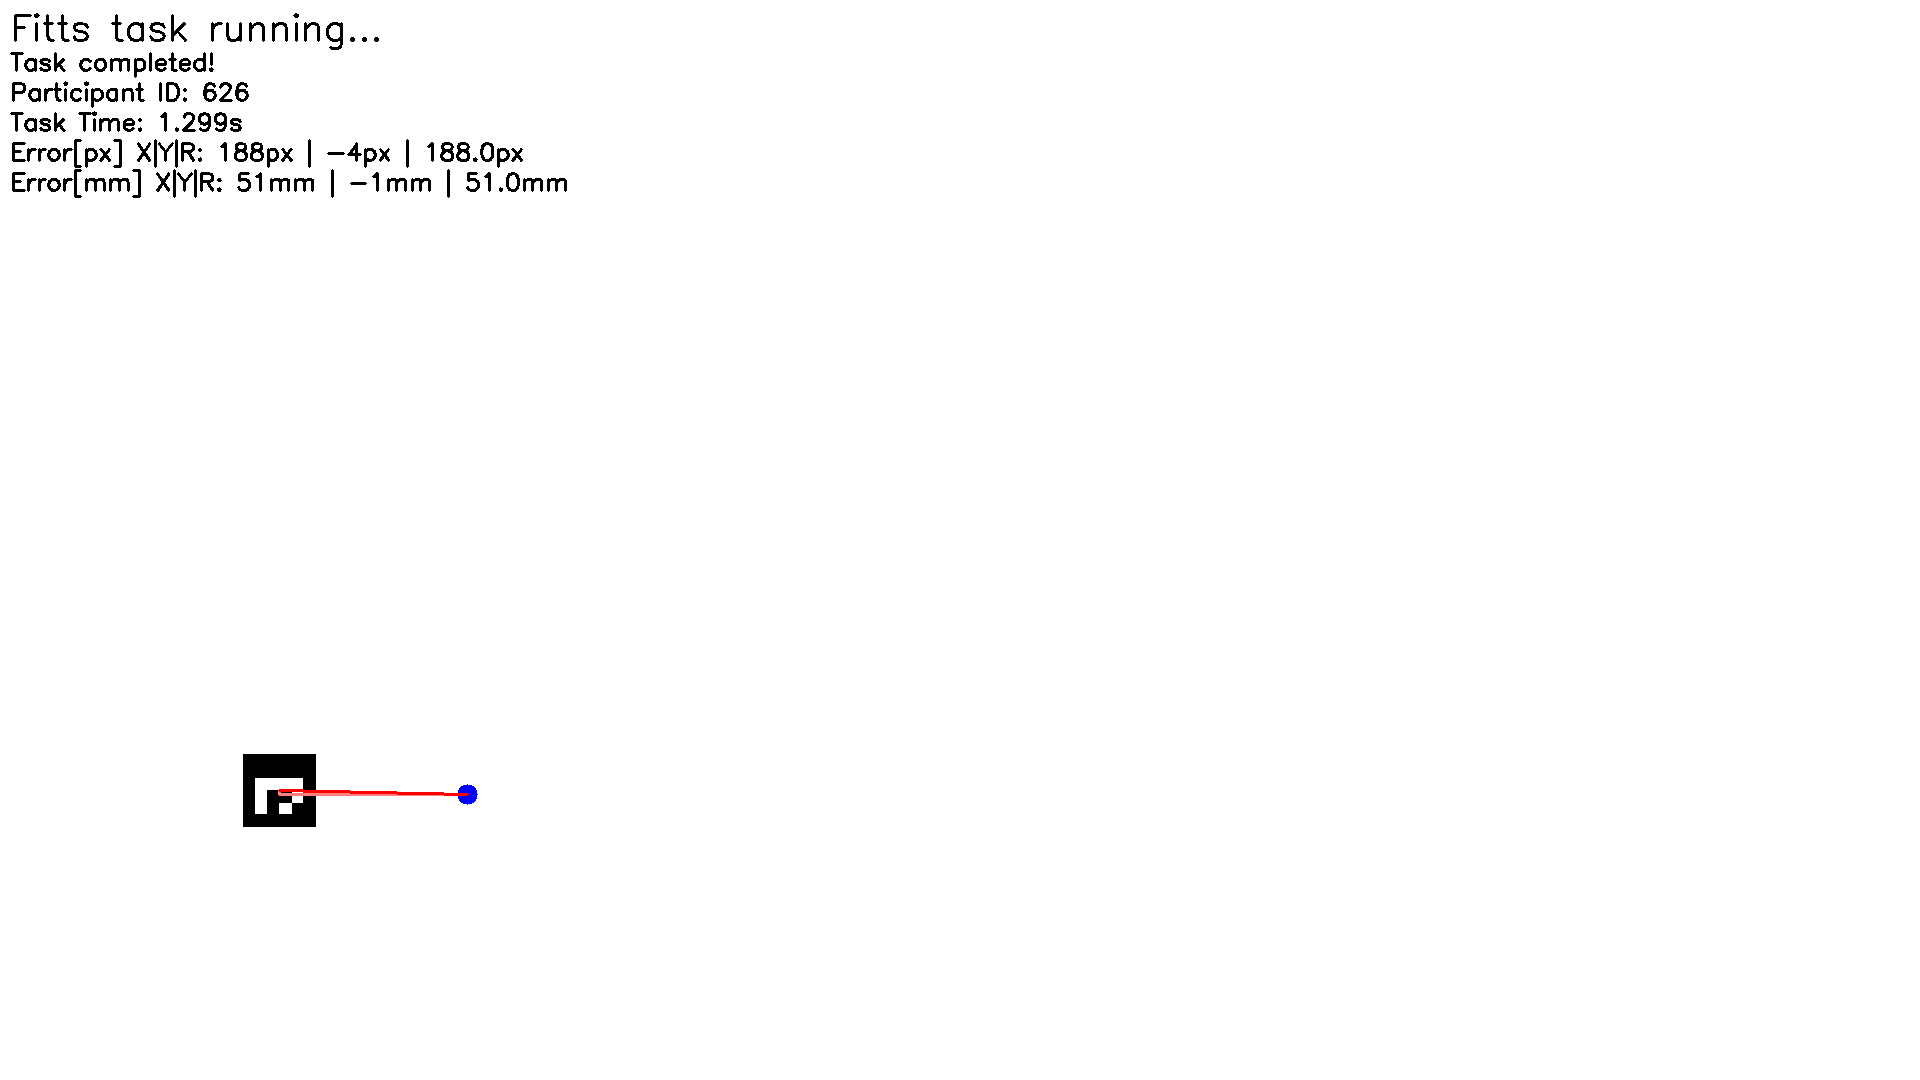 Fitts task running...
Task completed!
Participant ID: 626
Task Time: 1.299s
Error[px] X|Y|R: 188px | -4px | 188.0px
Error[mm] X|Y|R: 51mm | -1mm | 51.0mm